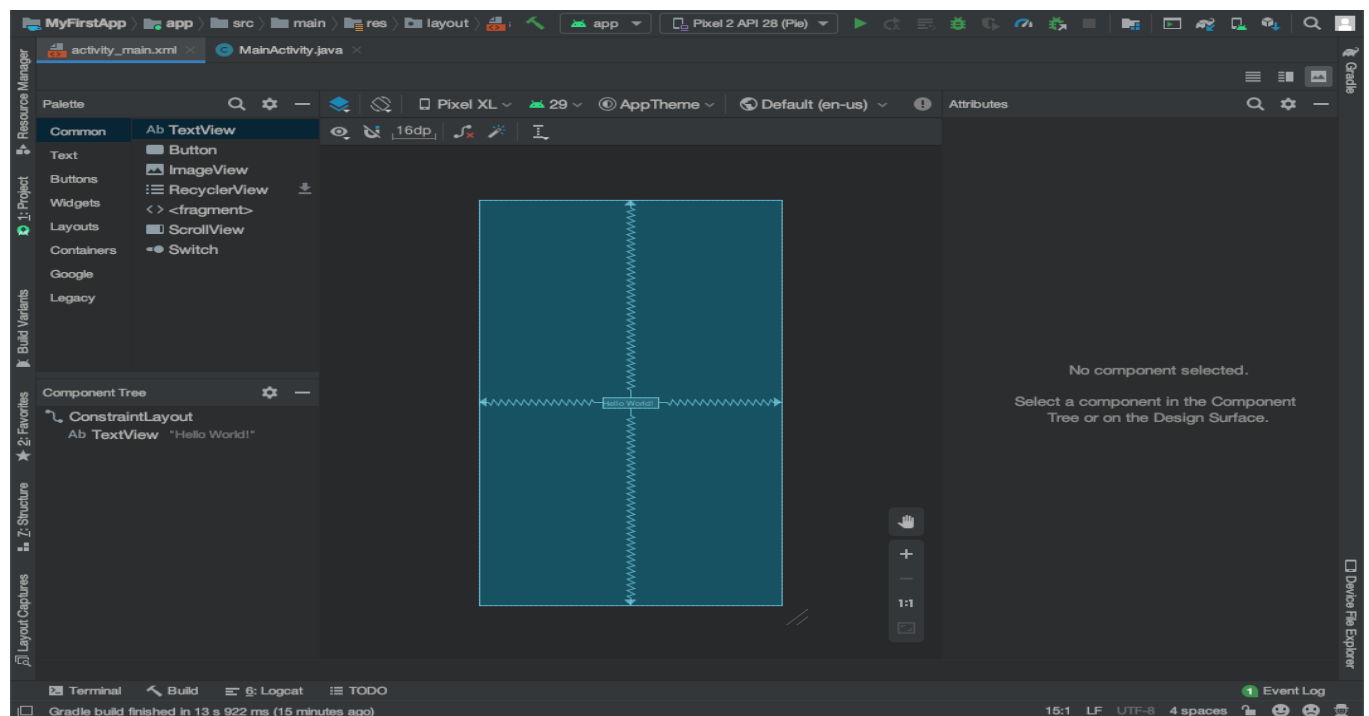 MyFirstApp app src main res layout app Pixel 2 API 28 (Pie)
activity_main.xml MainActivity.java
Palette
Common
Text
Buttons
Widgets
Layouts
Containers
Google
Legacy
Ab TextView
Button
ImageView
RecyclerView
<fragment>
ScrollView
Switch
Pixel XL 29 AppTheme Default (en-us)
16dp
Attributes
Component Tree
ConstraintLayout
Ab TextView "Hello World!"
Hello World!
No component selected.
Select a component in the Component
Tree or on the Design Surface.
1:1
Resource Manager
1: Project
Build Variants
2: Favorites
7: Structure
Layout Captures
Gradle
Device File Explorer
Terminal Build 6: Logcat TODO 1 Event Log
Gradle build finished in 13 s 922 ms (15 minutes ago) 15:1 LF UTF-8 4 spaces